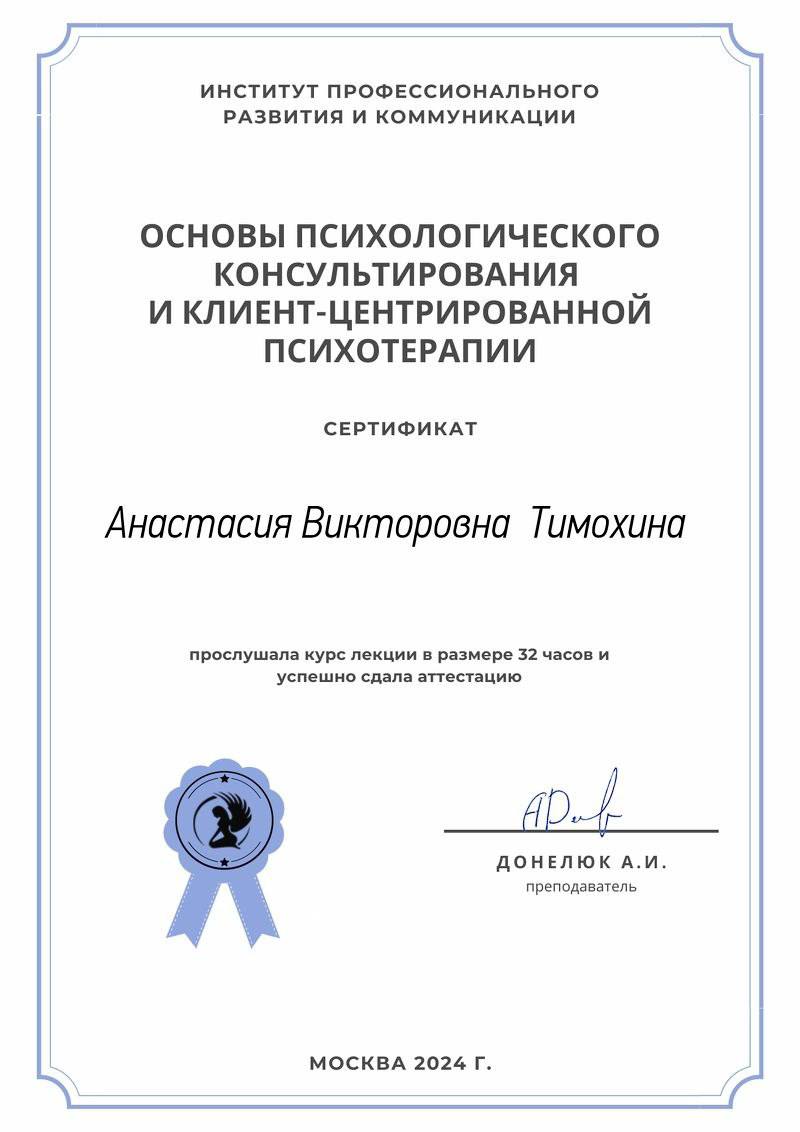 ИНСТИТУТ ПРОФЕССИОНАЛЬНОГО
РАЗВИТИЯ И КОММУНИКАЦИИ
ОСНОВЫ ПСИХОЛОГИЧЕСКОГО
КОНСУЛЬТИРОВАНИЯ
И КЛИЕНТ-ЦЕНТРИРОВАННОЙ
ПСИХОТЕРАПИИ
СЕРТИФИКАТ
Анастасия Викторовна Тимохина
прослушала курс лекции в размере 32 часов и
успешно сдала аттестацию
ДОНЕЛЮК А.И.
преподаватель
МОСКВА 2024 Г.